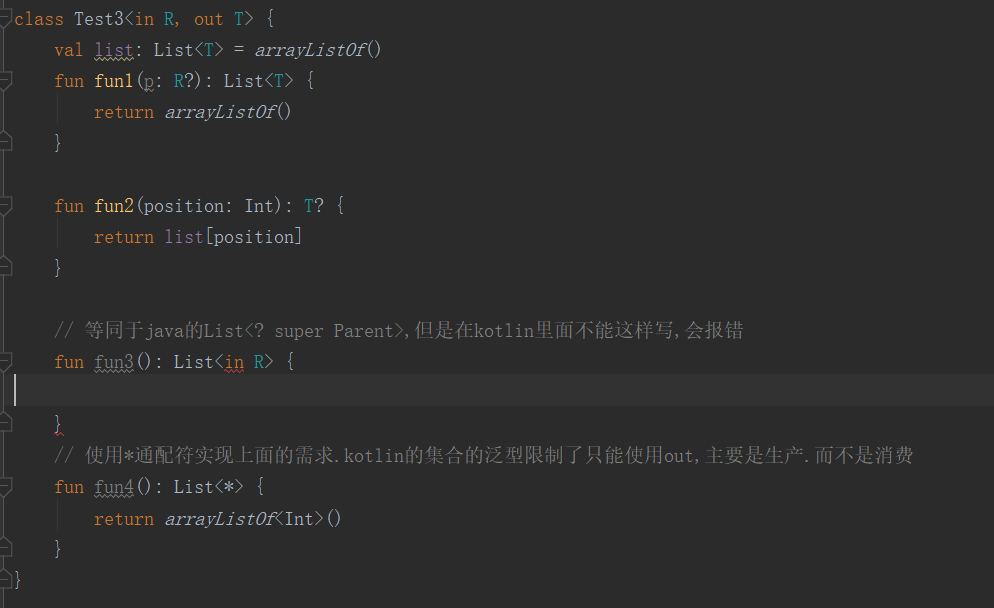 class Test3<in R, out T> {
    val list: List<T> = arrayListOf()
    fun fun1(p: R?): List<T> {
        return arrayListOf()
    }
    fun fun2(position: Int): T? {
        return list[position]
    }
    // 等同于java的List<? super Parent>,但是在kotlin里面不能这样写,会报错
    fun fun3(): List<in R> {
    }
    // 使用*通配符实现上面的需求.kotlin的集合的泛型限制了只能使用out,主要是生产.而不是消费
    fun fun4(): List<*> {
        return arrayListOf<Int>()
    }
}